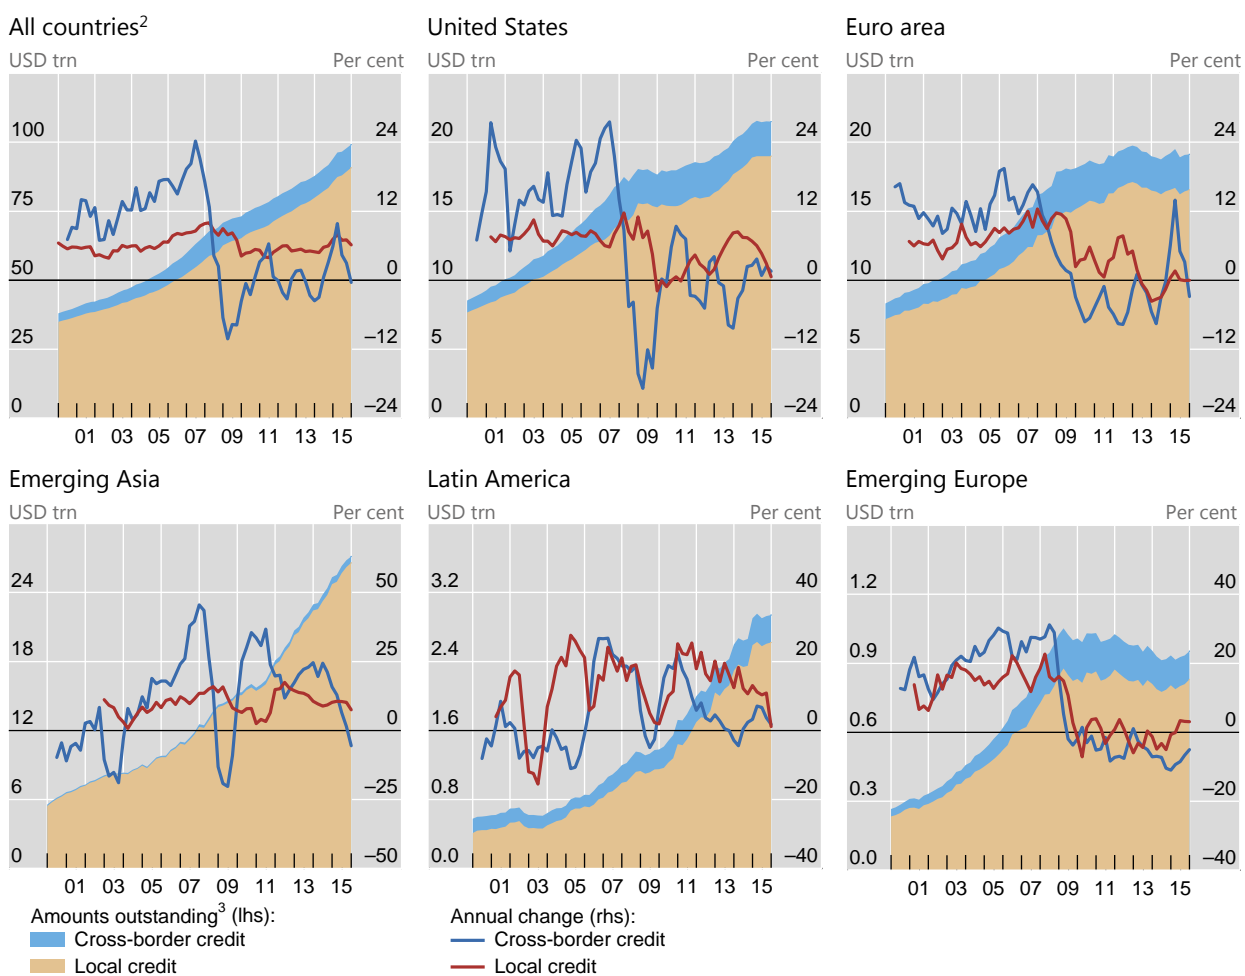 All countries²
USD trn Per cent
100 24
75 12
50 0
25 –12
0 –24
01 03 05 07 09 11 13 15
United States
USD trn Per cent
20 24
15 12
10 0
5 –12
0 –24
01 03 05 07 09 11 13 15
Euro area
USD trn Per cent
20 24
15 12
10 0
5 –12
0 –24
01 03 05 07 09 11 13 15
Emerging Asia
USD trn Per cent
24 50
18 25
12 0
6 –25
0 –50
01 03 05 07 09 11 13 15
Latin America
USD trn Per cent
3.2 40
2.4 20
1.6 0
0.8 –20
0.0 –40
01 03 05 07 09 11 13 15
Emerging Europe
USD trn Per cent
1.2 40
0.9 20
0.6 0
0.3 –20
0.0 –40
01 03 05 07 09 11 13 15
Amounts outstanding³ (lhs):
Cross-border credit
Local credit
Annual change (rhs):
Cross-border credit
Local credit